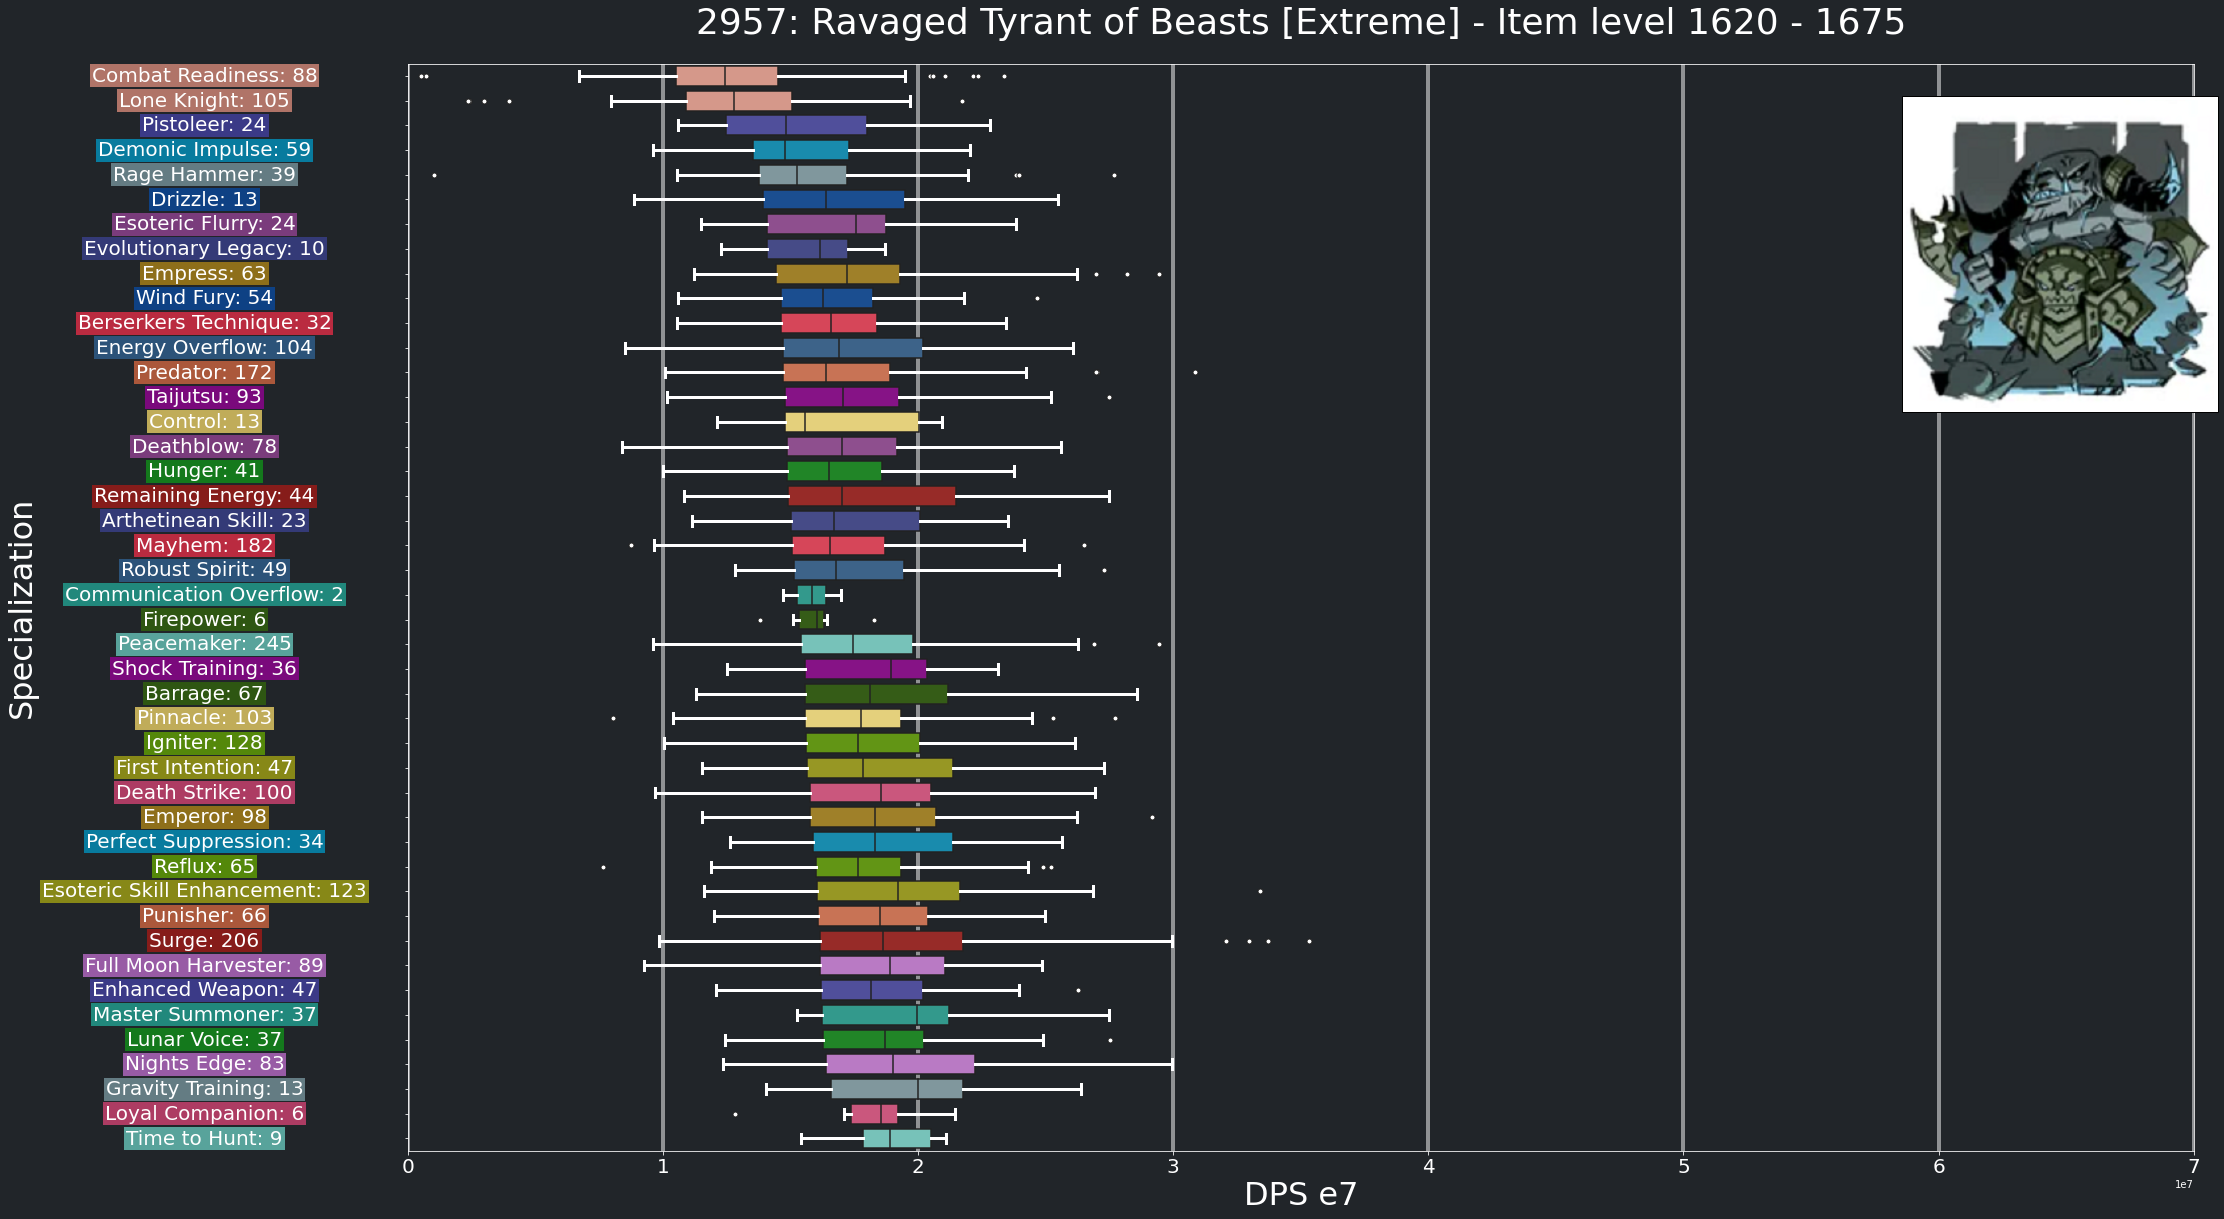 2957: Ravaged Tyrant of Beasts [Extreme] - Item level 1620 - 1675
Specialization
Combat Readiness: 88
Lone Knight: 105
Pistoleer: 24
Demonic Impulse: 59
Rage Hammer: 39
Drizzle: 13
Esoteric Flurry: 24
Evolutionary Legacy: 10
Empress: 63
Wind Fury: 54
Berserkers Technique: 32
Energy Overflow: 104
Predator: 172
Taijutsu: 93
Control: 13
Deathblow: 78
Hunger: 41
Remaining Energy: 44
Arthetinean Skill: 23
Mayhem: 182
Robust Spirit: 49
Communication Overflow: 2
Firepower: 6
Peacemaker: 245
Shock Training: 36
Barrage: 67
Pinnacle: 103
Igniter: 128
First Intention: 47
Death Strike: 100
Emperor: 98
Perfect Suppression: 34
Reflux: 65
Esoteric Skill Enhancement: 123
Punisher: 66
Surge: 206
Full Moon Harvester: 89
Enhanced Weapon: 47
Master Summoner: 37
Lunar Voice: 37
Nights Edge: 83
Gravity Training: 13
Loyal Companion: 6
Time to Hunt: 9
0 1 2 3 4 5 6 7
1e7
DPS e7